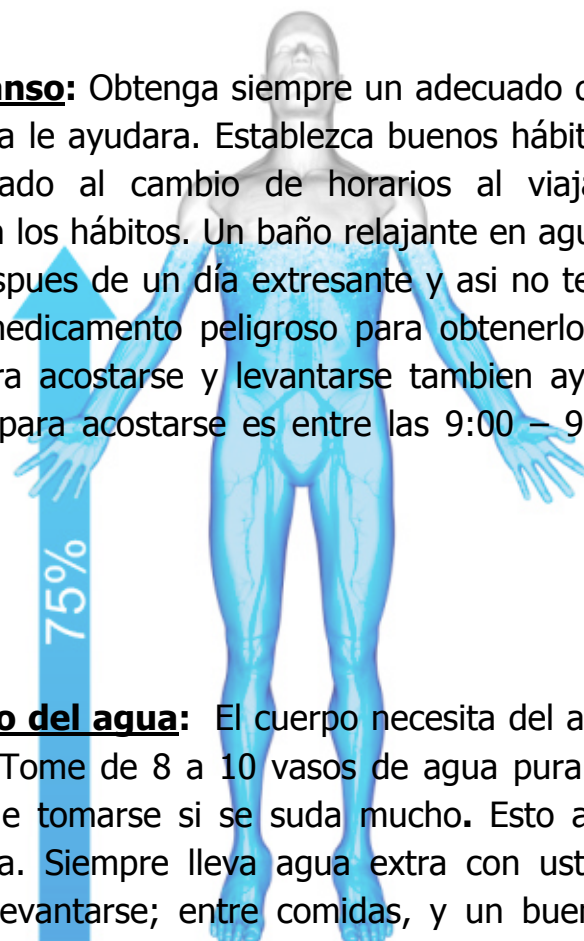 anso: Obtenga siempre un adecuado d
a le ayudara. Establezca buenos hábit
ado al cambio de horarios al viaja
los hábitos. Un baño relajante en agu
spues de un día extresante y asi no te
medicamento peligroso para obtenerlo
ra acostarse y levantarse tambien ay
para acostarse es entre las 9:00 – 9
75%
o del agua: El cuerpo necesita del a
Tome de 8 a 10 vasos de agua pura
e tomarse si se suda mucho. Esto a
a. Siempre lleva agua extra con ust
evantarse; entre comidas, y un buen